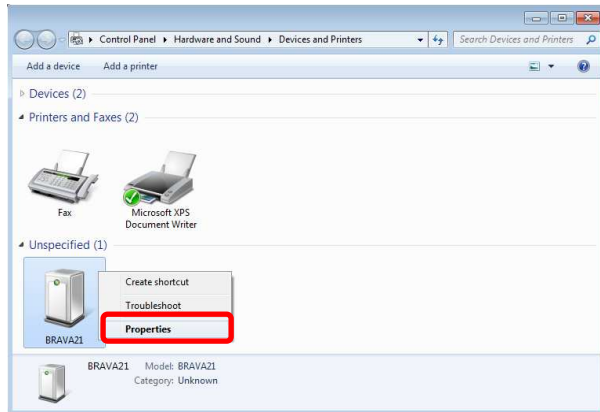 Control Panel ▸ Hardware and Sound ▸ Devices and Printers
Search Devices and Printers
Add a device Add a printer
Devices (2)
Printers and Faxes (2)
Fax
Microsoft XPS
Document Writer
Unspecified (1)
Create shortcut
Troubleshoot
Properties
BRAVA21
BRAVA21 Model: BRAVA21
Category: Unknown